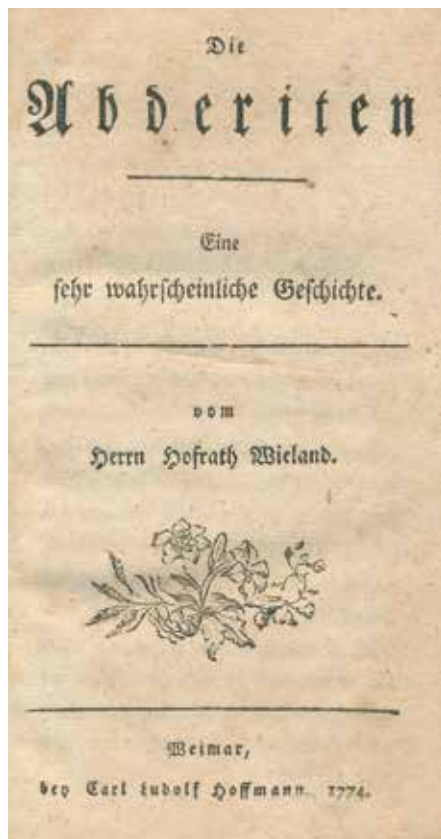 Die
Abderiten
Eine
sehr wahrscheinliche Geschichte.
vom
Herrn Hofrath Wieland.
Weimar,
bey Carl Ludolf Hoffmann 1774.